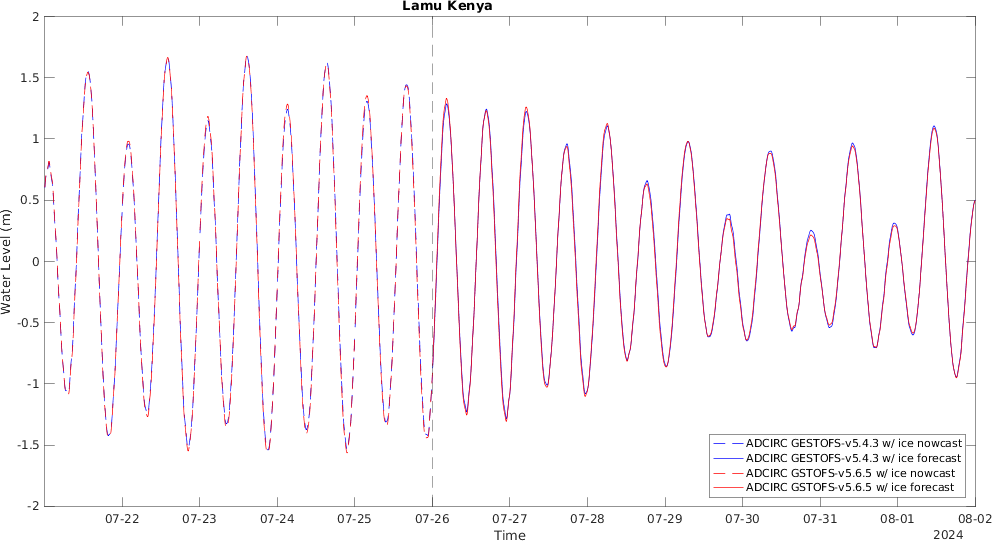 Lamu Kenya
2
1.5
1
0.5
0
-0.5
-1
-1.5
-2
Water Level (m)
ADCIRC GESTOFS-v5.4.3 w/ ice nowcast
ADCIRC GESTOFS-v5.4.3 w/ ice forecast
ADCIRC GSTOFS-v5.6.5 w/ ice nowcast
ADCIRC GSTOFS-v5.6.5 w/ ice forecast
07-22 07-23 07-24 07-25 07-26 07-27 07-28 07-29 07-30 07-31 08-01 08-02
Time
2024